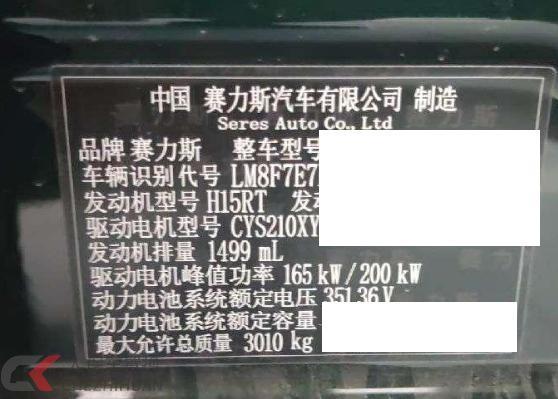 中国 赛力斯汽车有限公司 制造
Seres Auto Co., Ltd
品牌 赛力斯 整车型号
车辆识别代号 LM8F7E7
发动机型号 H15RT 发动
驱动电机型号 CYS210XY
发动机排量 1499 mL
驱动电机峰值功率 165 kW / 200 kW
动力电池系统额定电压 351.36 V
动力电池系统额定容量
最大允许总质量 3010 kg